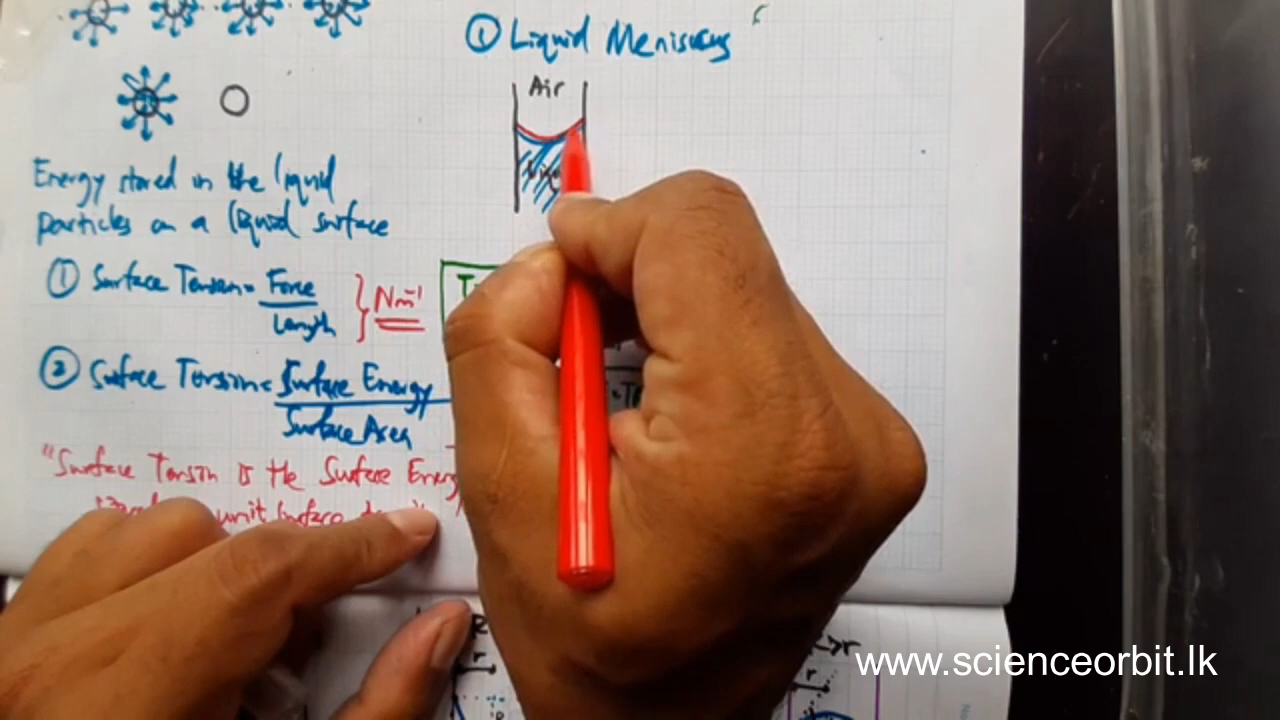 ① Liquid Meniscus
Air
Energy stored in the liquid
particles on a liquid surface
① Surface Tension = Force
Length
} Nm⁻¹
② Surface Tension = Surface Energy
Surface Area
"Surface Tension is the Surface Energy
unit surface
R
r
r
www.scienceorbit.lk